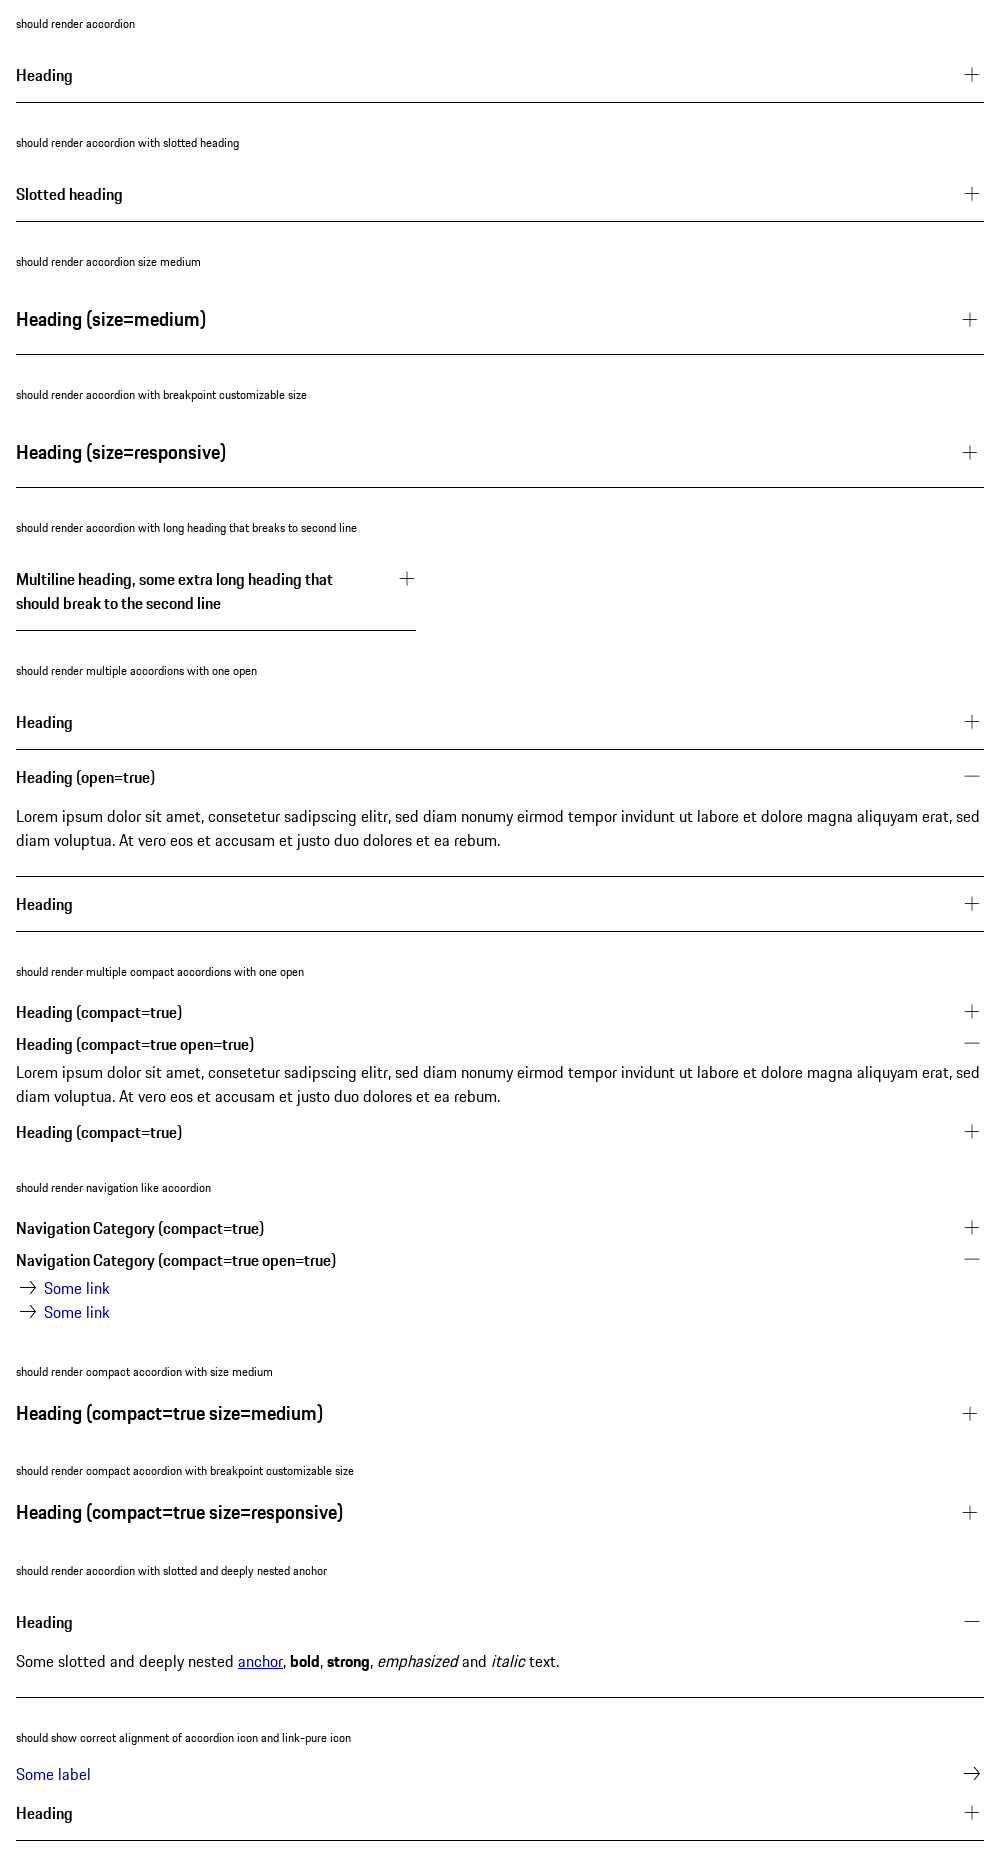 should render accordion
Heading
should render accordion with slotted heading
Slotted heading
should render accordion size medium
Heading (size=medium)
should render accordion with breakpoint customizable size
Heading (size=responsive)
should render accordion with long heading that breaks to second line
Multiline heading, some extra long heading that
should break to the second line
should render multiple accordions with one open
Heading
Heading (open=true)
Lorem ipsum dolor sit amet, consetetur sadipscing elitr, sed diam nonumy eirmod tempor invidunt ut labore et dolore magna aliquyam erat, sed
diam voluptua. At vero eos et accusam et justo duo dolores et ea rebum.
Heading
should render multiple compact accordions with one open
Heading (compact=true)
Heading (compact=true open=true)
Lorem ipsum dolor sit amet, consetetur sadipscing elitr, sed diam nonumy eirmod tempor invidunt ut labore et dolore magna aliquyam erat, sed
diam voluptua. At vero eos et accusam et justo duo dolores et ea rebum.
Heading (compact=true)
should render navigation like accordion
Navigation Category (compact=true)
Navigation Category (compact=true open=true)
Some link
Some link
should render compact accordion with size medium
Heading (compact=true size=medium)
should render compact accordion with breakpoint customizable size
Heading (compact=true size=responsive)
should render accordion with slotted and deeply nested anchor
Heading
Some slotted and deeply nested anchor, bold, strong, emphasized and italic text.
should show correct alignment of accordion icon and link-pure icon
Some label
Heading